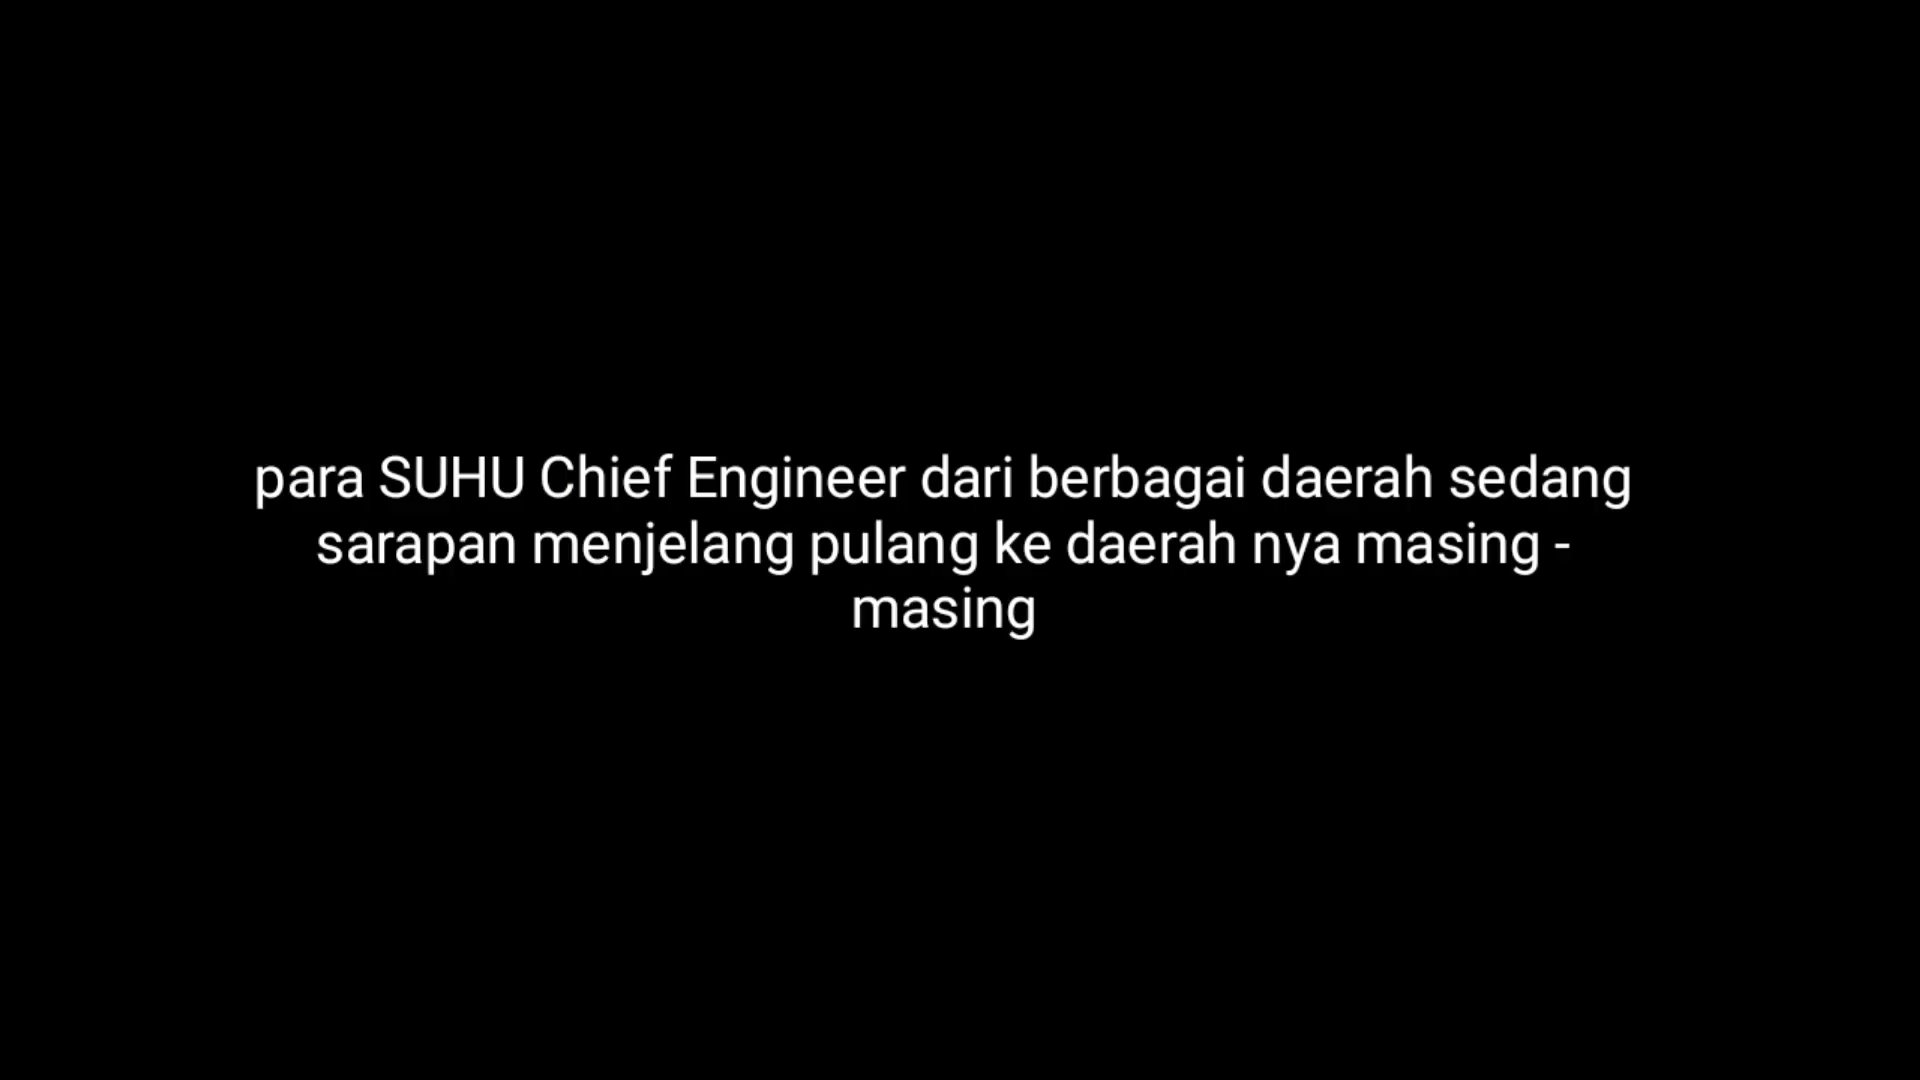 para SUHU Chief Engineer dari berbagai daerah sedang
sarapan menjelang pulang ke daerah nya masing -
masing